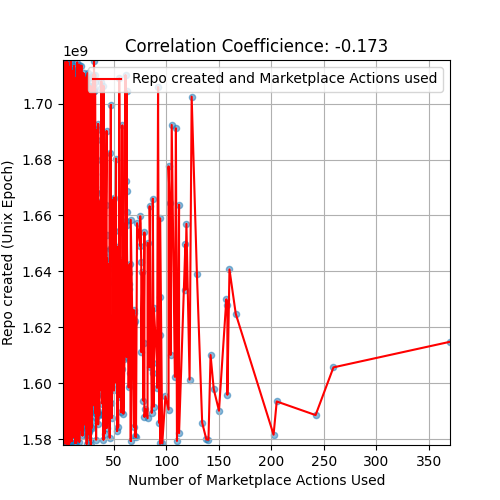 Correlation Coefficience: -0.173
1e9
Repo created and Marketplace Actions used
1.70
1.68
1.66
1.64
1.62
1.60
1.58
Repo created (Unix Epoch)
50 100 150 200 250 300 350
Number of Marketplace Actions Used